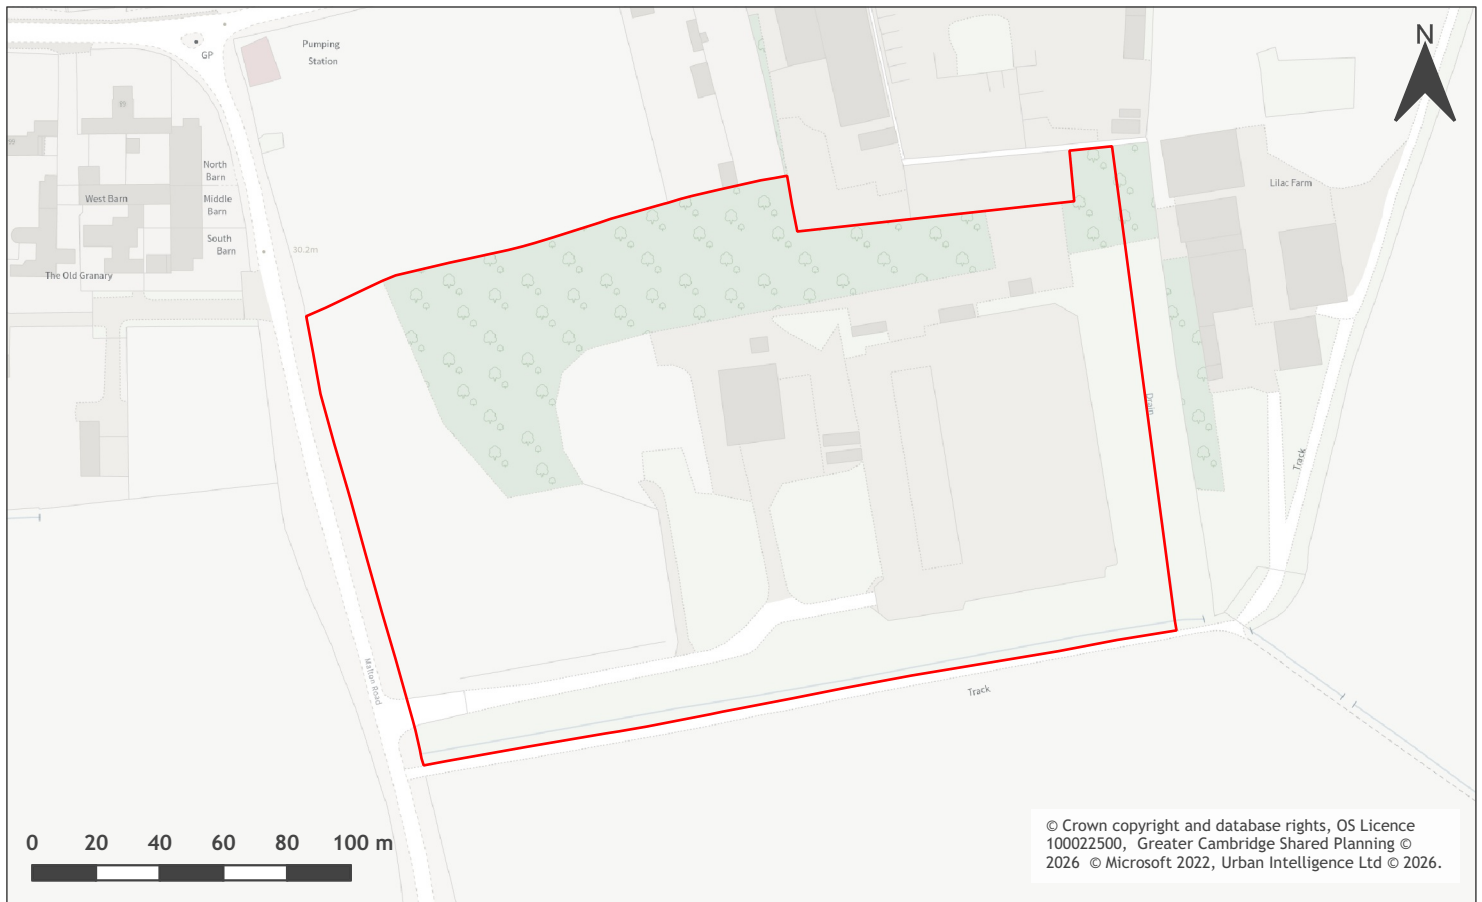 N
Pumping
Station
GP
North
Barn
West Barn
Middle
Barn
South
Barn
30.2m
The Old Granary
Lilac Farm
Drain
Track
Malton Road
Track
0 20 40 60 80 100 m
© Crown copyright and database rights, OS Licence
100022500, Greater Cambridge Shared Planning ©
2026 © Microsoft 2022, Urban Intelligence Ltd © 2026.